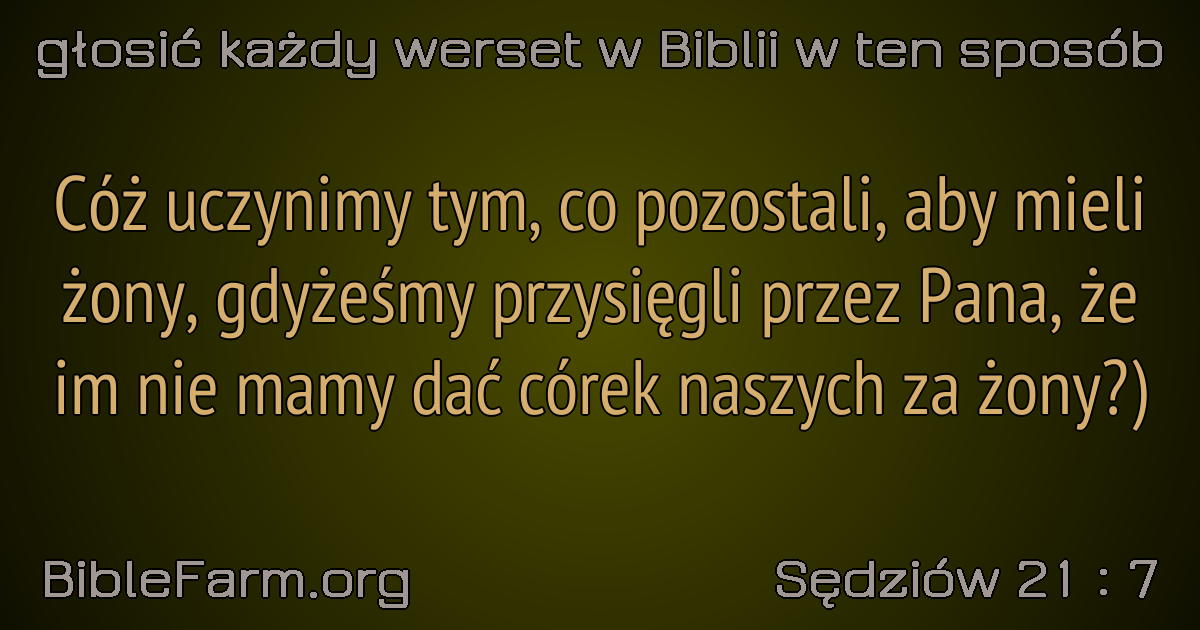 głosić każdy werset w Biblii w ten sposób
Cóż uczynimy tym, co pozostali, aby mieli
żony, gdyżeśmy przysięgli przez Pana, że
im nie mamy dać córek naszych za żony?)
BibleFarm.org
Sędziów 21 : 7